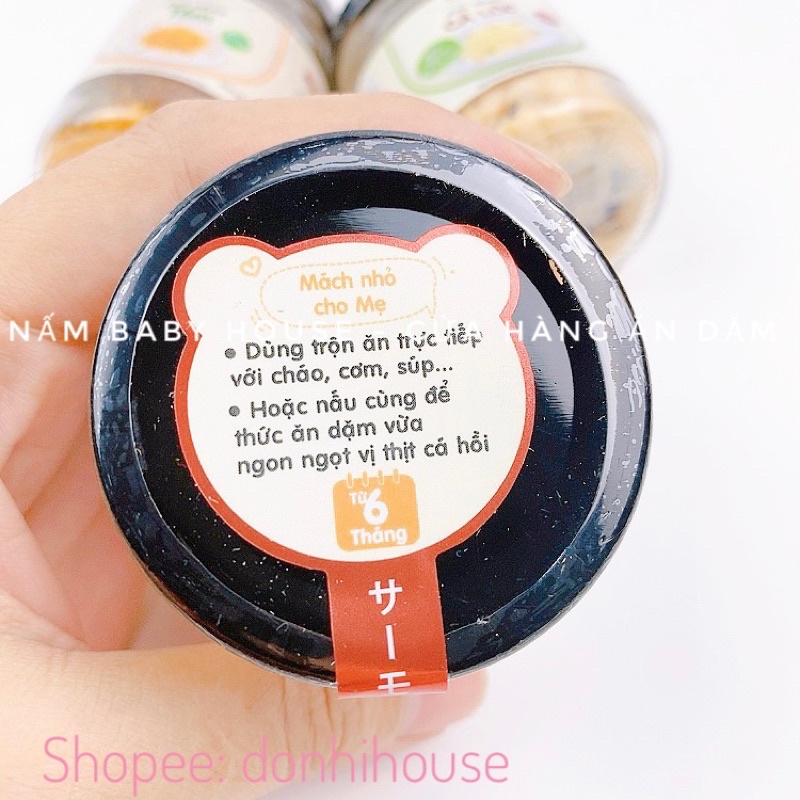 Mách nhỏ
cho Mẹ
NẤM BABY HOUSE - CỬA HÀNG ĂN DẶM
• Dùng trộn ăn trực tiếp
với cháo, cơm, súp...
• Hoặc nấu cùng để
thức ăn dặm vừa
ngon ngọt vị thịt cá hồi
Từ
6
Tháng
サーモ
Shopee: donhihouse